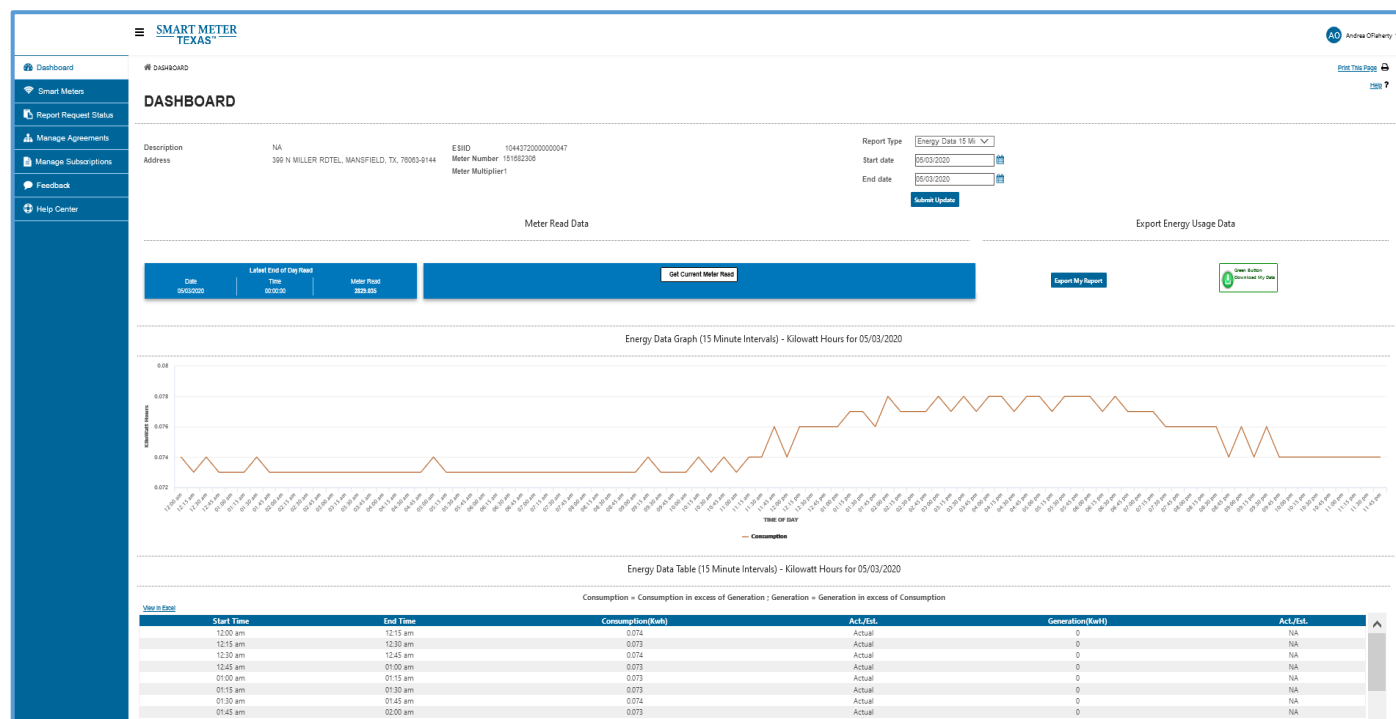 SMART METER
TEXAS™
AO Andrea OFlaherty
Dashboard
Smart Meters
Report Request Status
Manage Agreements
Manage Subscriptions
Feedback
Help Center
DASHBOARD
Print This Page
Help ?
DASHBOARD
Description NA
Address 399 N MILLER RDTEL, MANSFIELD, TX, 76063-9144
ESIID 10443720000000047
Meter Number 151682306
Meter Multiplier1
Report Type Energy Data 15 Mi
Start date 05/03/2020
End date 05/03/2020
Submit Update
Meter Read Data
Export Energy Usage Data
Latest End of Day Read
Date Time Meter Read
05/03/2020 00:00:00 2829.935
Get Current Meter Read
Export My Report
Green Button
Download My Data
Energy Data Graph (15 Minute Intervals) - Kilowatt Hours for 05/03/2020
KiloWatt Hours
0.08
0.078
0.076
0.074
0.072
TIME OF DAY
Consumption
Energy Data Table (15 Minute Intervals) - Kilowatt Hours for 05/03/2020
Consumption = Consumption in excess of Generation ; Generation = Generation in excess of Consumption
View in Excel
Start Time End Time Consumption(Kwh) Act./Est. Generation(KwH) Act./Est.
12:00 am 12:15 am 0.074 Actual 0 NA
12:15 am 12:30 am 0.073 Actual 0 NA
12:30 am 12:45 am 0.074 Actual 0 NA
12:45 am 01:00 am 0.073 Actual 0 NA
01:00 am 01:15 am 0.073 Actual 0 NA
01:15 am 01:30 am 0.073 Actual 0 NA
01:30 am 01:45 am 0.074 Actual 0 NA
01:45 am 02:00 am 0.073 Actual 0 NA